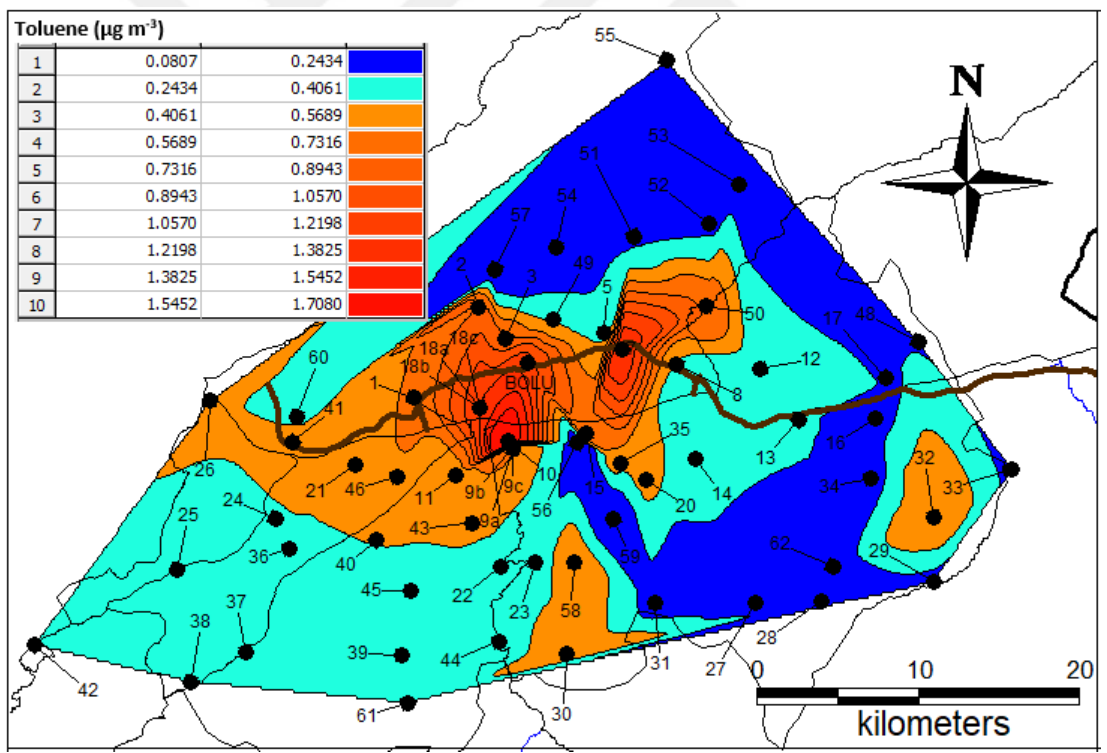 Toluene (µg m⁻³)
1 0.0807 0.2434
2 0.2434 0.4061
3 0.4061 0.5689
4 0.5689 0.7316
5 0.7316 0.8943
6 0.8943 1.0570
7 1.0570 1.2198
8 1.2198 1.3825
9 1.3825 1.5452
10 1.5452 1.7080
55
N
53
51
52
54
57
2
3
49
5
50
17
48
18c
18a
18b
60
1
BOLU
12
8
41
26
21
46
11
9b
9c
9a
10
15
35
20
14
13
16
34
32
33
25
24
36
43
56
40
59
62
29
45
22
23
58
37
38
39
44
31
27
28
42
61
30
0 10 20
kilometers